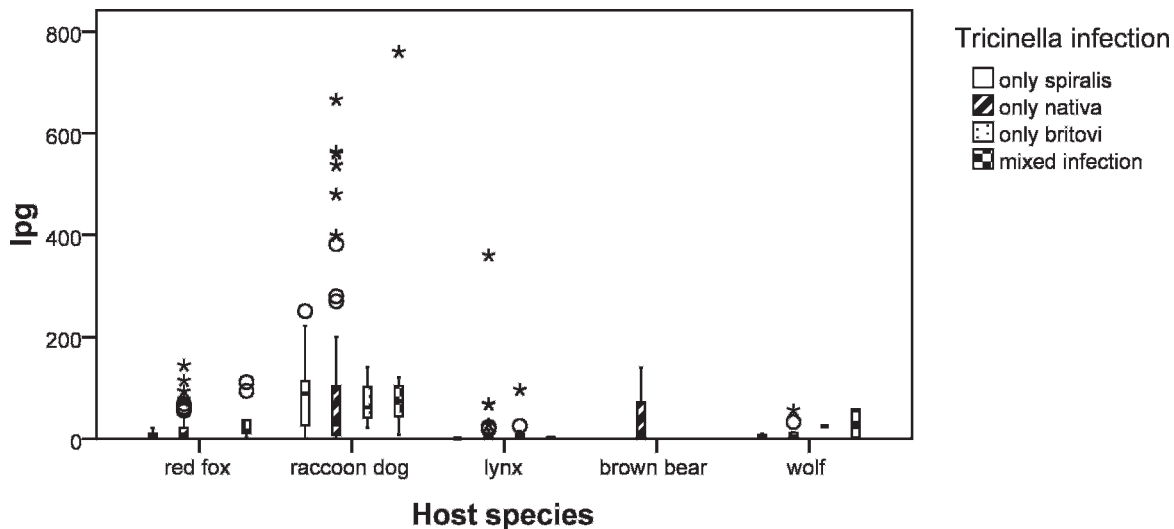 800
600
400
200
0
lpg
red fox
raccoon dog
lynx
brown bear
wolf
Host species
Tricinella infection
only spiralis
only nativa
only britovi
mixed infection